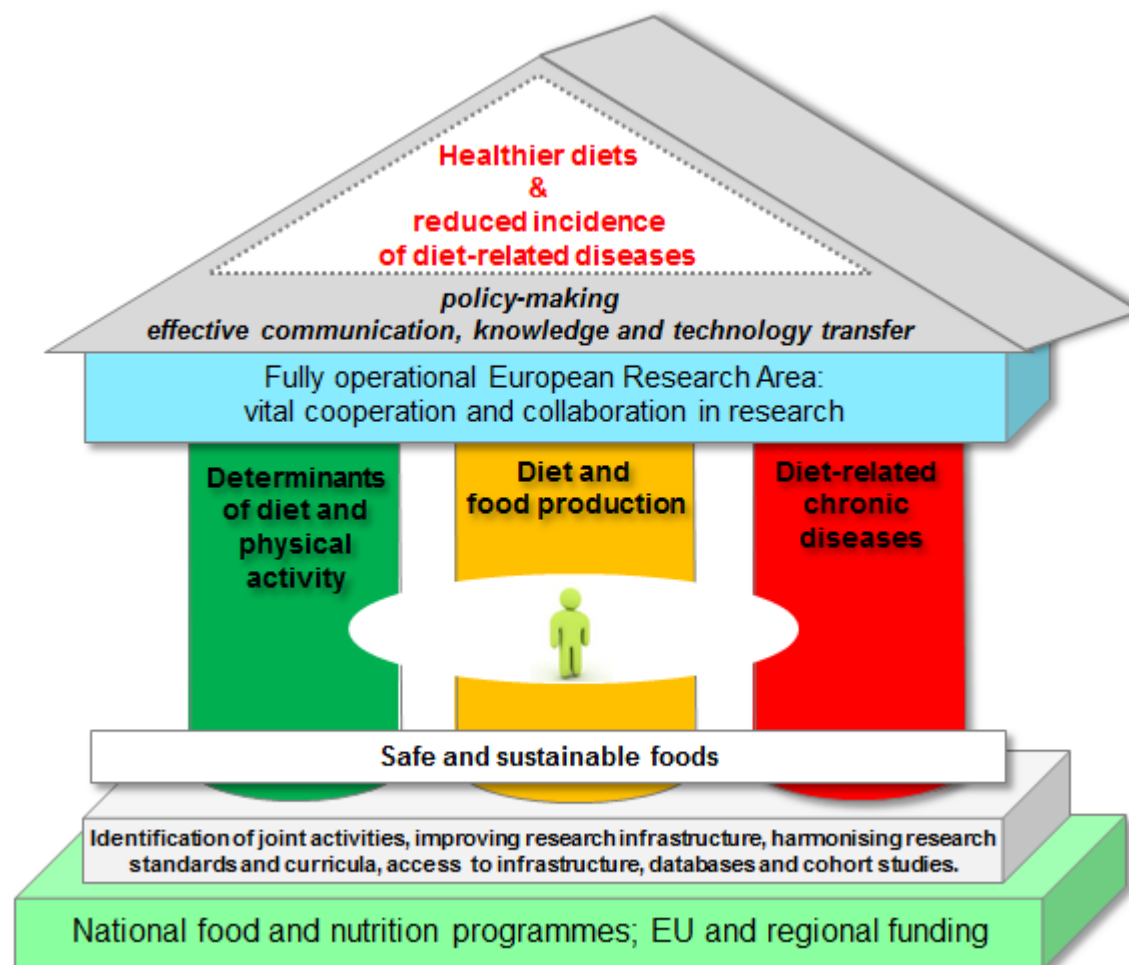 Healthier diets
&
reduced incidence
of diet-related diseases
policy-making
effective communication, knowledge and technology transfer
Fully operational European Research Area:
vital cooperation and collaboration in research
Determinants
of diet and
physical
activity
Diet and
food production
Diet-related
chronic
diseases
Safe and sustainable foods
Identification of joint activities, improving research infrastructure, harmonising research
standards and curricula, access to infrastructure, databases and cohort studies.
National food and nutrition programmes; EU and regional funding